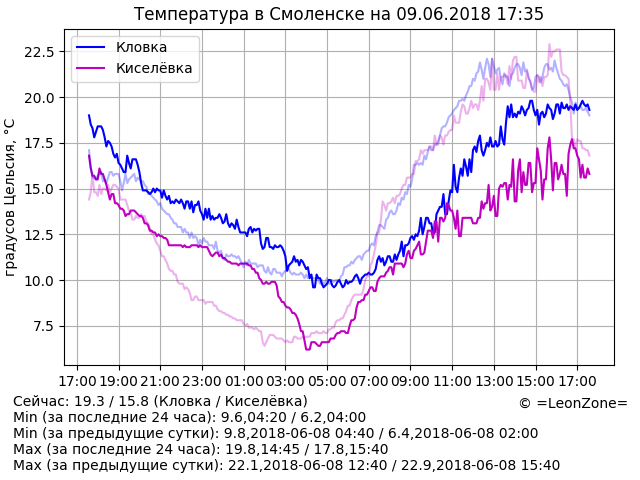 Температура в Смоленске на 09.06.2018 17:35
Кловка
Киселёвка
градусов Цельсия, °C
22.5
20.0
17.5
15.0
12.5
10.0
7.5
17:00 19:00 21:00 23:00 01:00 03:00 05:00 07:00 09:00 11:00 13:00 15:00 17:00
Сейчас: 19.3 / 15.8 (Кловка / Киселёвка)
© =LeonZone=
Min (за последние 24 часа): 9.6,04:20 / 6.2,04:00
Min (за предыдущие сутки): 9.8,2018-06-08 04:40 / 6.4,2018-06-08 02:00
Max (за последние 24 часа): 19.8,14:45 / 17.8,15:40
Max (за предыдущие сутки): 22.1,2018-06-08 12:40 / 22.9,2018-06-08 15:40